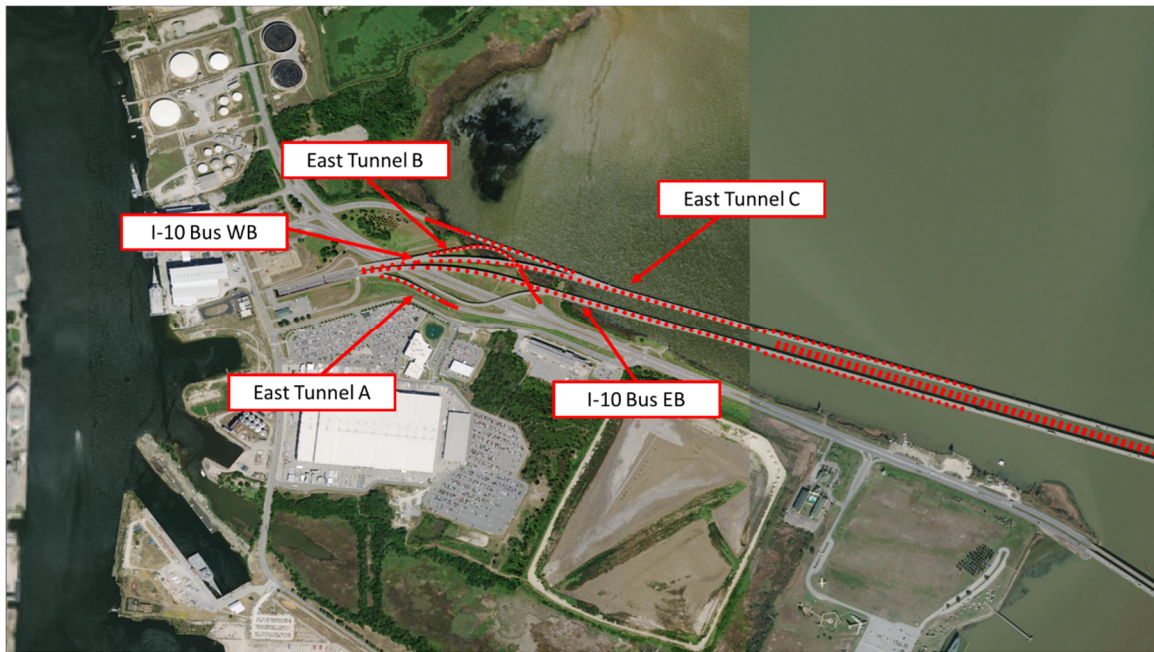 East Tunnel B
East Tunnel C
I-10 Bus WB
East Tunnel A
I-10 Bus EB